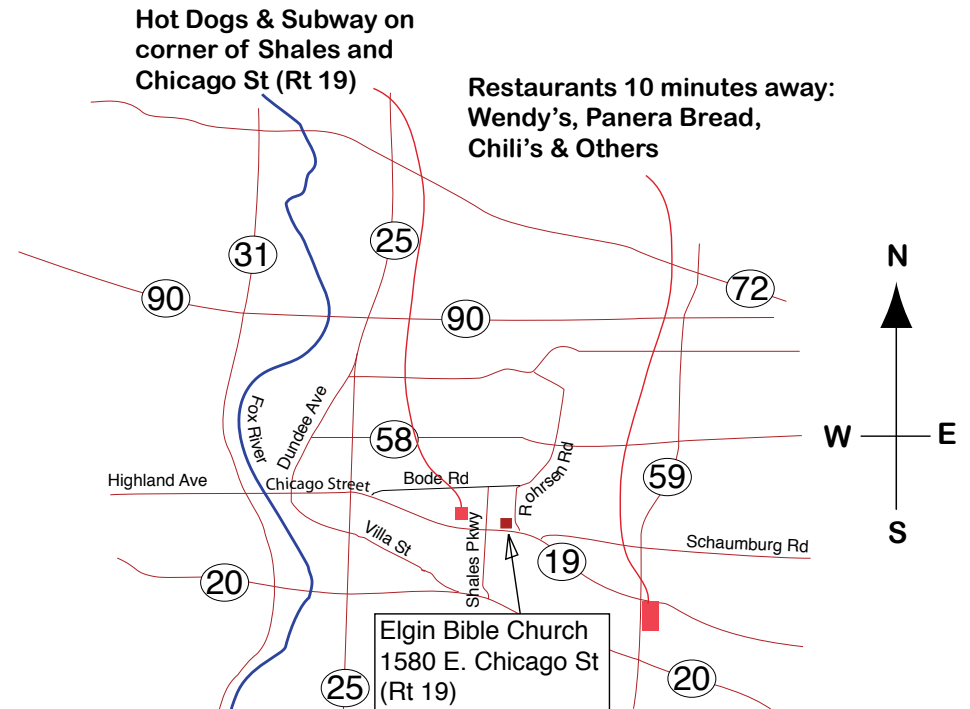 Hot Dogs & Subway on
corner of Shales and
Chicago St (Rt 19)
Restaurants 10 minutes away:
Wendy's, Panera Bread,
Chili's & Others
31
25
72
90
90
N
W
E
S
Fox River
Dundee Ave
58
Rohrsen Rd
59
Highland Ave
Chicago Street
Bode Rd
Villa St
Shales Pkwy
19
Schaumburg Rd
20
Elgin Bible Church
1580 E. Chicago St
(Rt 19)
25
20